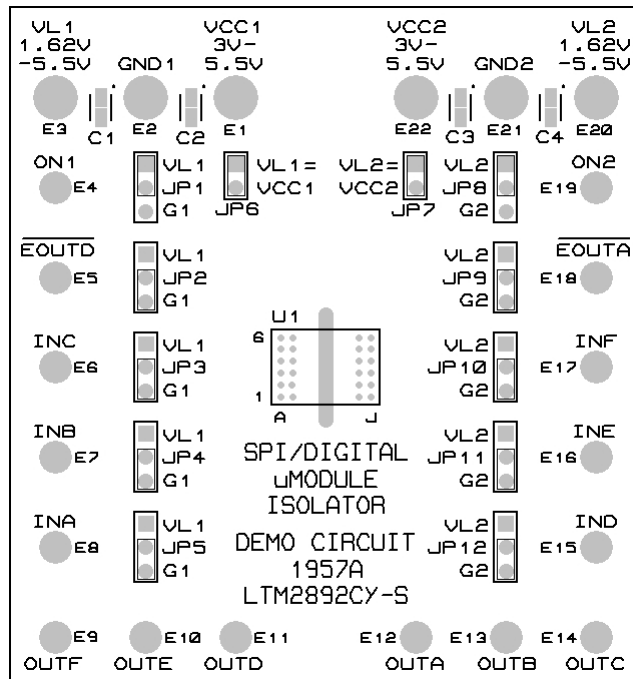 VL1 VCC1 VCC2 VL2
1.62V 3V- 3V- 1.62V
-5.5V GND1 5.5V 5.5V GND2 -5.5V
E3 C1 E2 C2 E1 E22 C3 E21 C4 E20
ON1 VL1 VL1= VL2= VL2 ON2
E4 JP1 VCC1 VCC2 JP8 E19
G1 JP6 JP7 G2
EOUTD VL1 VL2 EOUTA
E5 JP2 JP9 E18
G1 G2
U1
INC VL1 6 VL2 INF
E6 JP3 JP10 E17
G1 1 G2
A J
INB VL1 VL2 INE
E7 JP4 SPI/DIGITAL JP11 E16
G1 uMODULE G2
ISOLATOR
INA VL1 VL2 IND
E8 JP5 DEMO CIRCUIT JP12 E15
G1 1957A G2
LTM2892CY-S
E9 E10 E11 E12 E13 E14
OUTF OUTE OUTD OUTA OUTB OUTC